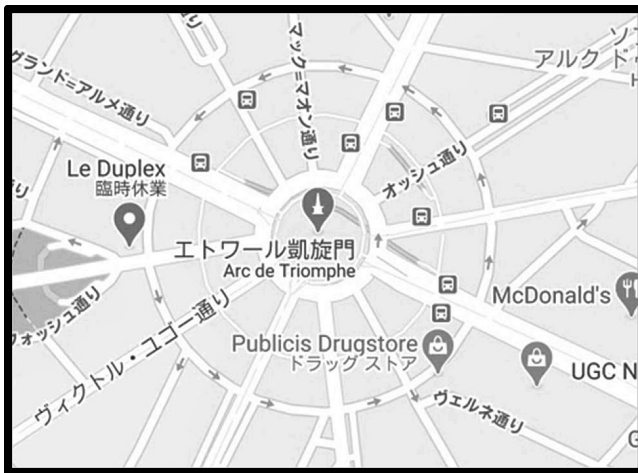 マック=マオン通り
アルク ド
グランド=アルメ通り
Le Duplex
臨時休業
オッシュ通り
エトワール凱旋門
Arc de Triomphe
フォッシュ通り
McDonald's
ヴィクトル・ユゴー通り
Publicis Drugstore
ドラッグ ストア
UGC N
ヴェルネ通り